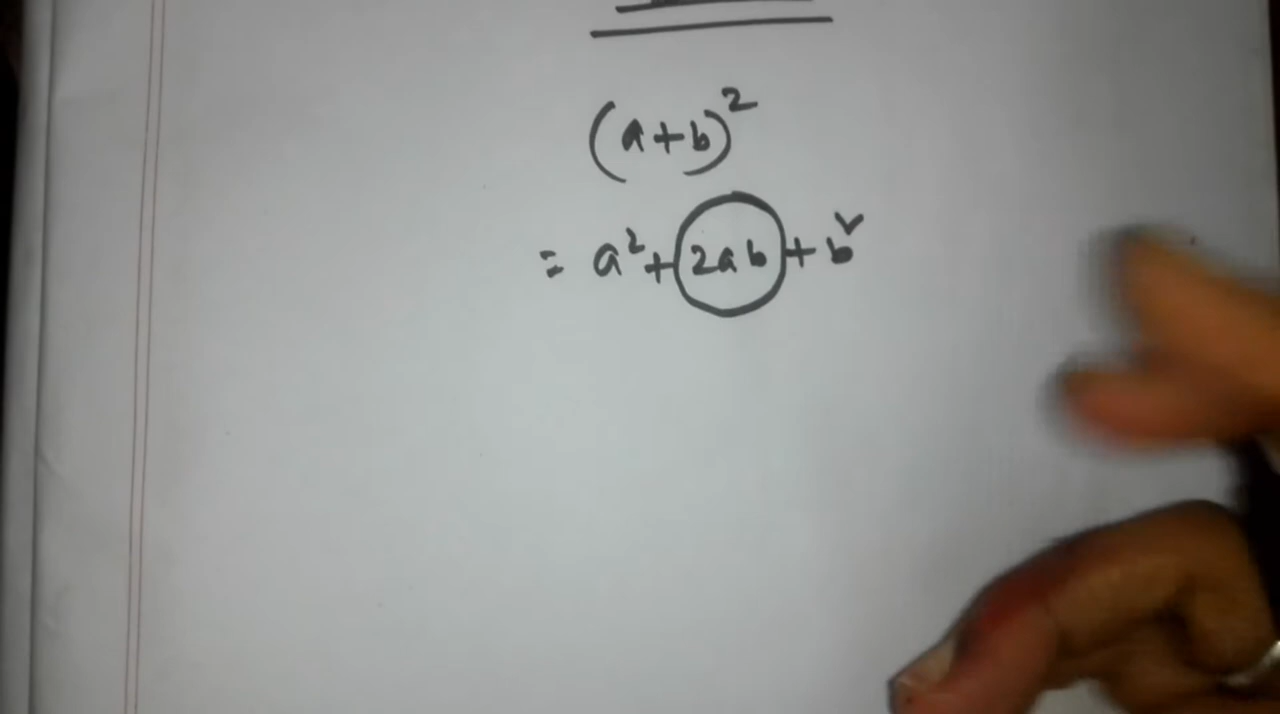 (a+b)²
= a²+2ab+b²